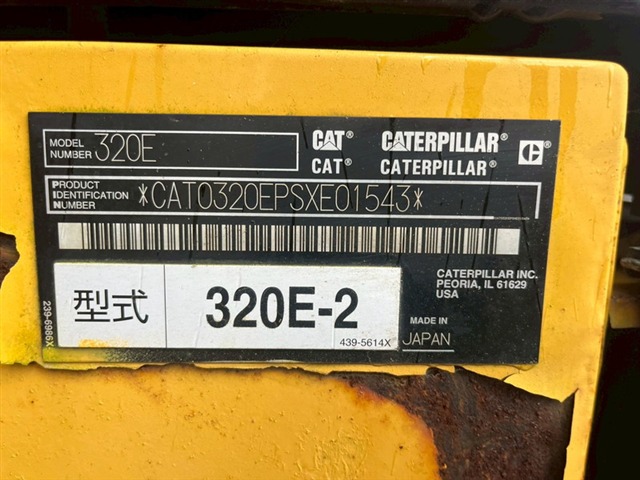 MODEL NUMBER 320E
CAT® CATERPILLAR®
CAT® CATERPILLAR®
PRODUCT IDENTIFICATION NUMBER *CAT0320EPSXE01543*
CATERPILLAR INC.
PEORIA, IL 61629
USA
型式 320E-2
439-5614X
MADE IN
JAPAN
239-6986X